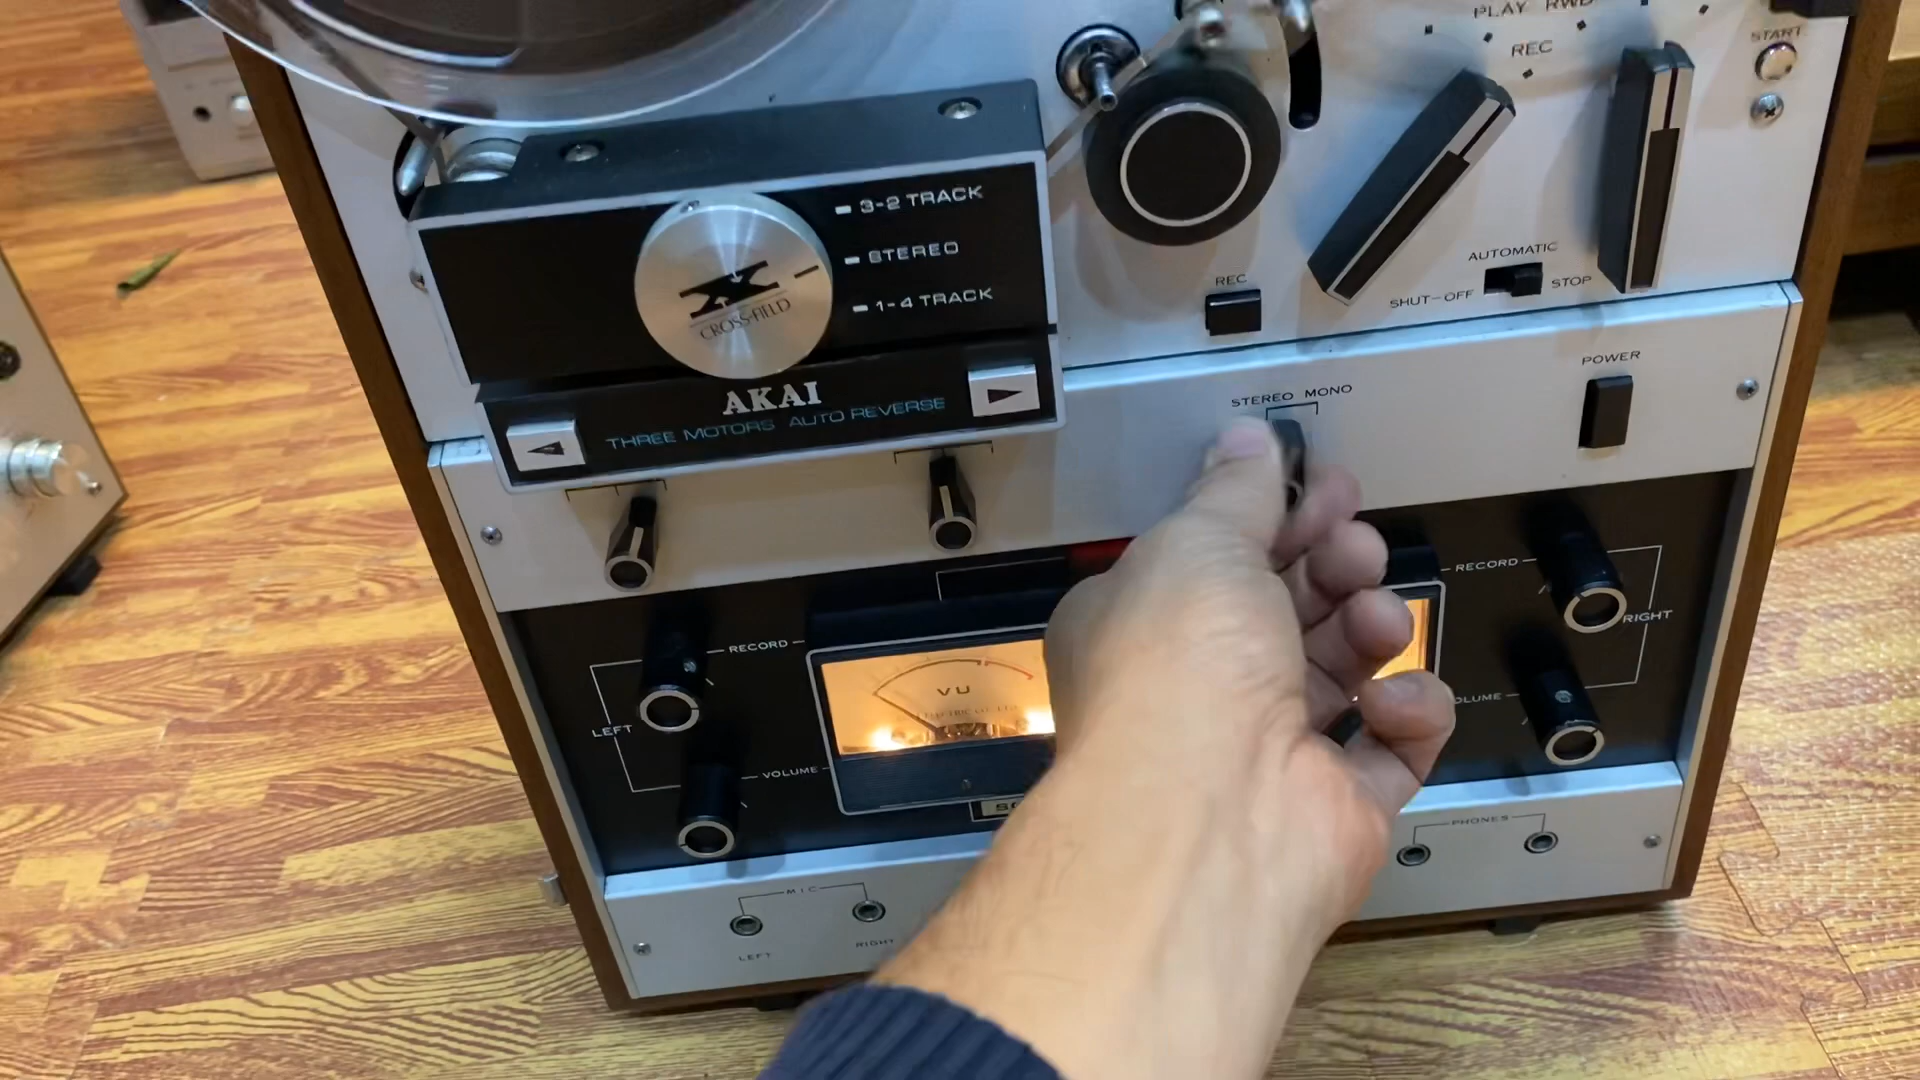 PLAY RWD
REC
START
3-2 TRACK
STEREO
1-4 TRACK
CROSS-FIELD
AUTOMATIC
SHUT-OFF
STOP
REC
AKAI
THREE MOTORS AUTO REVERSE
POWER
STEREO MONO
RECORD
RIGHT
VOLUME
RECORD
LEFT
VOLUME
VU
PHONES
MIC
LEFT
RIGHT